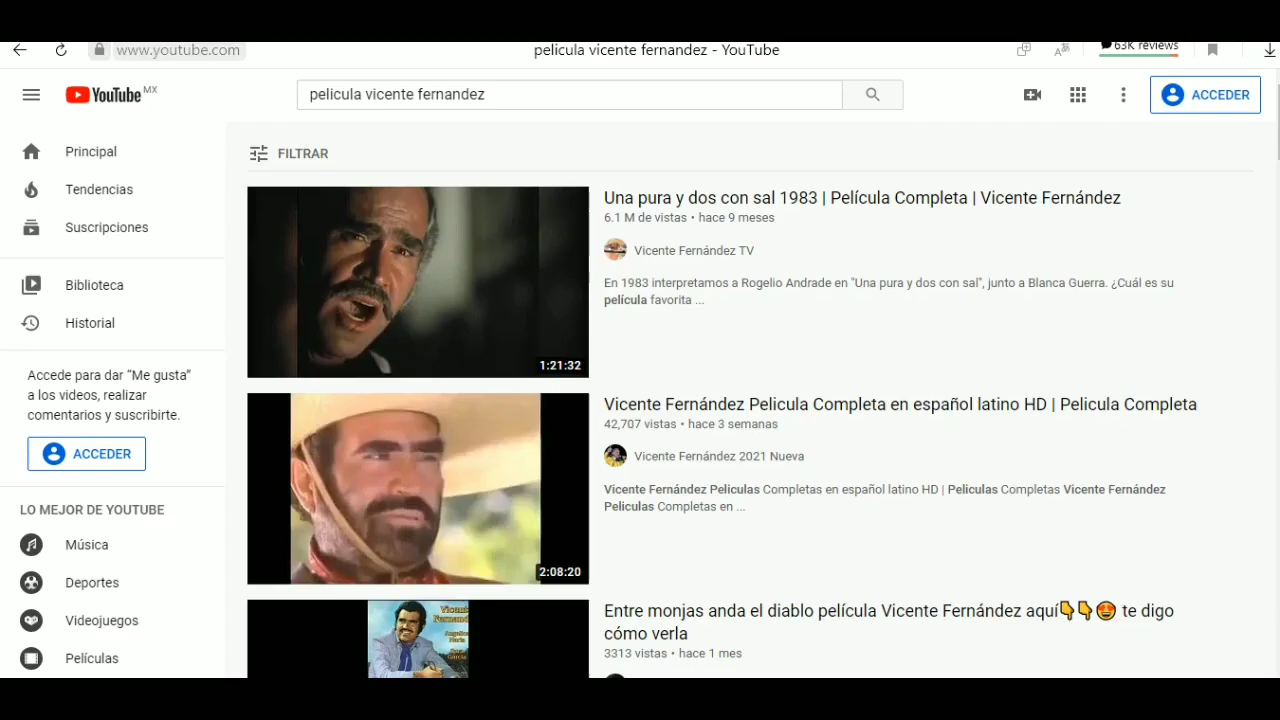 www.youtube.com
pelicula vicente fernandez - YouTube
63K reviews
YouTube MX
pelicula vicente fernandez
ACCEDER
Principal
Tendencias
Suscripciones
Biblioteca
Historial
Accede para dar “Me gusta”
a los videos, realizar
comentarios y suscribirte.
ACCEDER
LO MEJOR DE YOUTUBE
Música
Deportes
Videojuegos
Películas
FILTRAR
1:21:32
Una pura y dos con sal 1983 | Película Completa | Vicente Fernández
6.1 M de vistas • hace 9 meses
Vicente Fernández TV
En 1983 interpretamos a Rogelio Andrade en "Una pura y dos con sal", junto a Blanca Guerra. ¿Cuál es su
película favorita ...
2:08:20
Vicente Fernández Pelicula Completa en español latino HD | Pelicula Completa
42,707 vistas • hace 3 semanas
Vicente Fernández 2021 Nueva
Vicente Fernández Peliculas Completas en español latino HD | Peliculas Completas Vicente Fernández
Peliculas Completas en ...
Entre monjas anda el diablo película Vicente Fernández aquí👇👇😍 te digo
cómo verla
3313 vistas • hace 1 mes